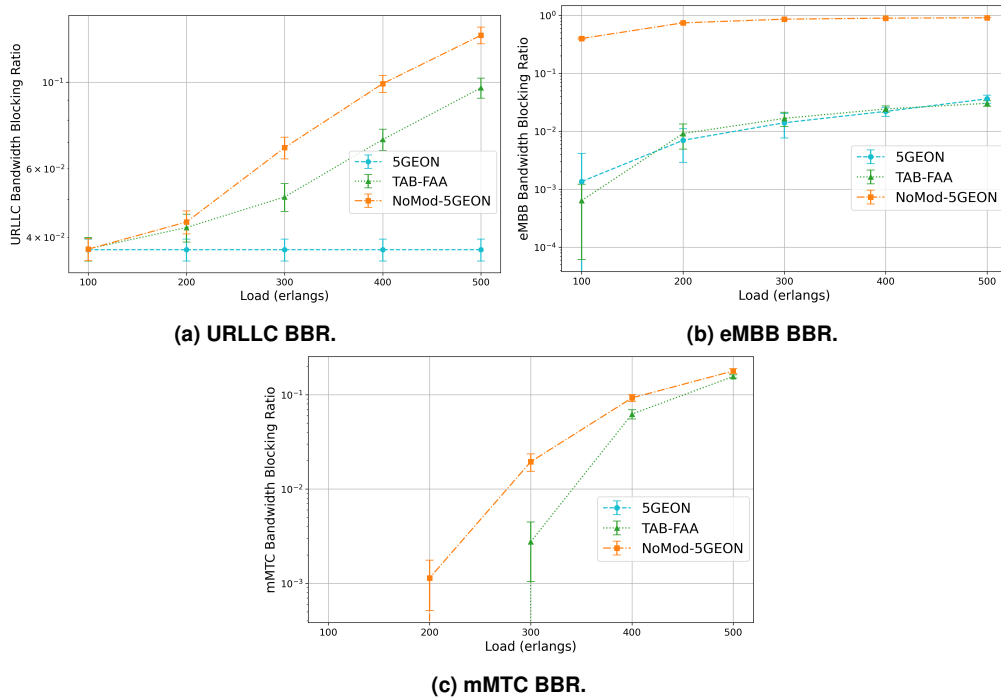 URLLC Bandwidth Blocking Ratio
10⁻¹
6 × 10⁻²
4 × 10⁻²
5GEON
TAB-FAA
NoMod-5GEON
100 200 300 400 500
Load (erlangs)
(a) URLLC BBR.
eMBB Bandwidth Blocking Ratio
10⁰
10⁻¹
10⁻²
10⁻³
10⁻⁴
5GEON
TAB-FAA
NoMod-5GEON
100 200 300 400 500
Load (erlangs)
(b) eMBB BBR.
mMTC Bandwidth Blocking Ratio
10⁻¹
10⁻²
10⁻³
5GEON
TAB-FAA
NoMod-5GEON
100 200 300 400 500
Load (erlangs)
(c) mMTC BBR.